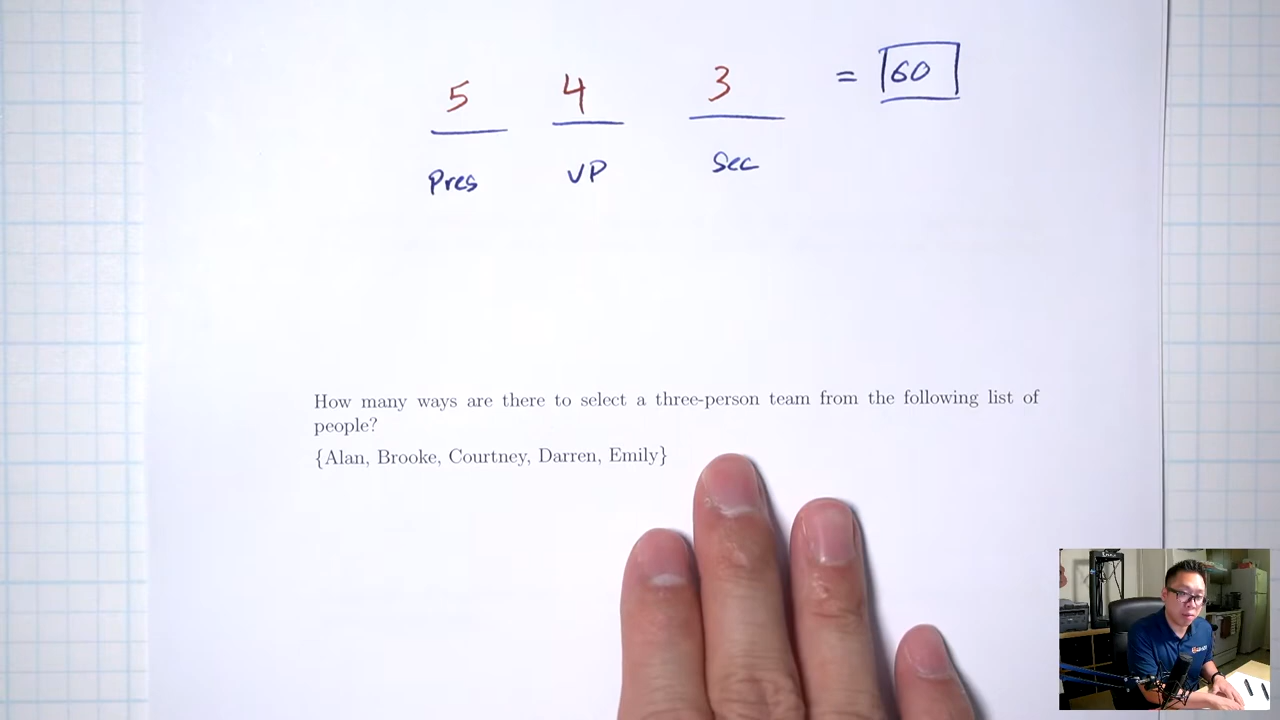 5 4 3 = 60
Pres VP Sec
How many ways are there to select a three-person team from the following list of
people?
{Alan, Brooke, Courtney, Darren, Emily}